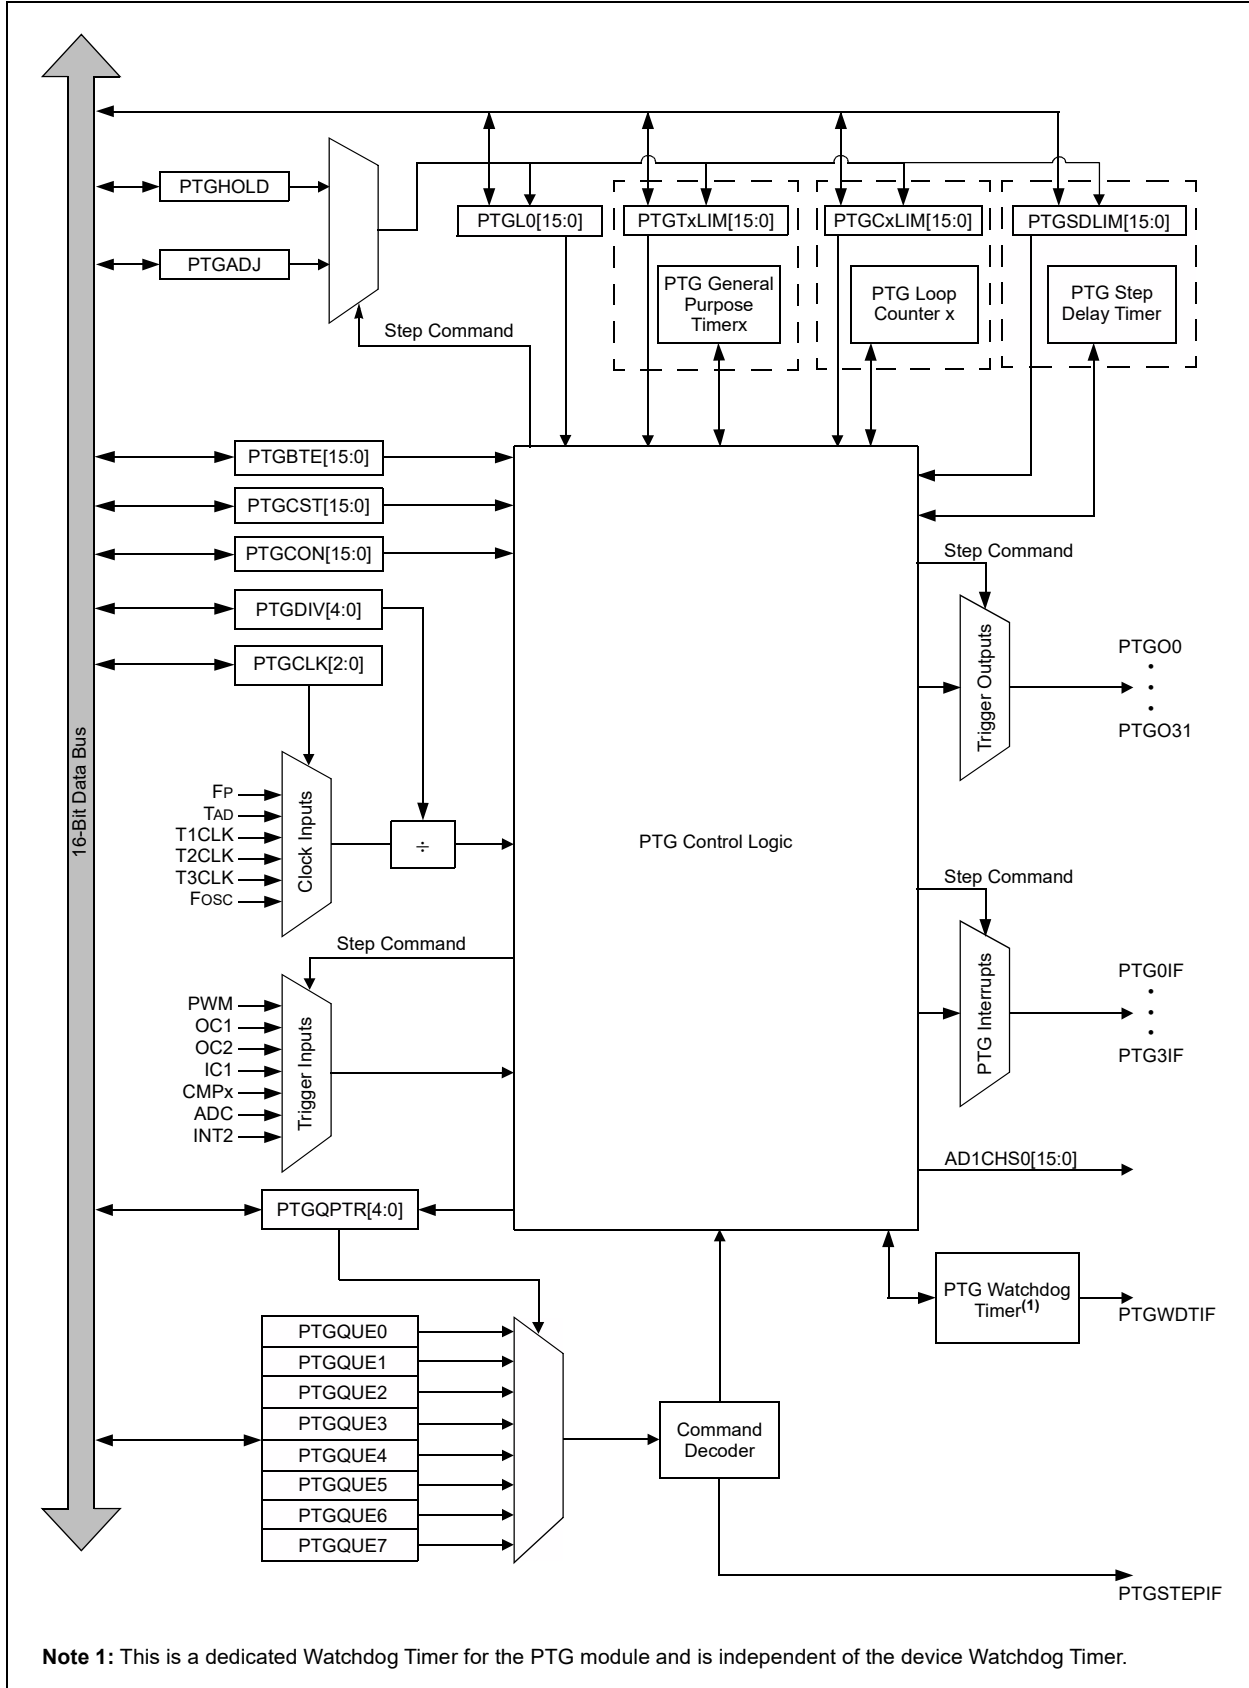 16-Bit Data Bus
PTGHOLD
PTGADJ
Step Command
PTGL0[15:0]
PTGTxLIM[15:0]
PTG General
Purpose
Timerx
PTGCxLIM[15:0]
PTG Loop
Counter x
PTGSDLIM[15:0]
PTG Step
Delay Timer
PTGBTE[15:0]
PTGCST[15:0]
PTGCON[15:0]
PTGDIV[4:0]
PTGCLK[2:0]
FP
TAD
T1CLK
T2CLK
T3CLK
FOSC
Clock Inputs
÷
PTG Control Logic
Step Command
Trigger Outputs
PTGO0
•
•
•
PTGO31
Step Command
PWM
OC1
OC2
IC1
CMPx
ADC
INT2
Trigger Inputs
Step Command
PTG Interrupts
PTG0IF
•
•
•
PTG3IF
AD1CHS0[15:0]
PTGQPTR[4:0]
PTG Watchdog
Timer(1)
PTGWDTIF
PTGQUE0
PTGQUE1
PTGQUE2
PTGQUE3
PTGQUE4
PTGQUE5
PTGQUE6
PTGQUE7
Command
Decoder
PTGSTEPIF
Note 1: This is a dedicated Watchdog Timer for the PTG module and is independent of the device Watchdog Timer.